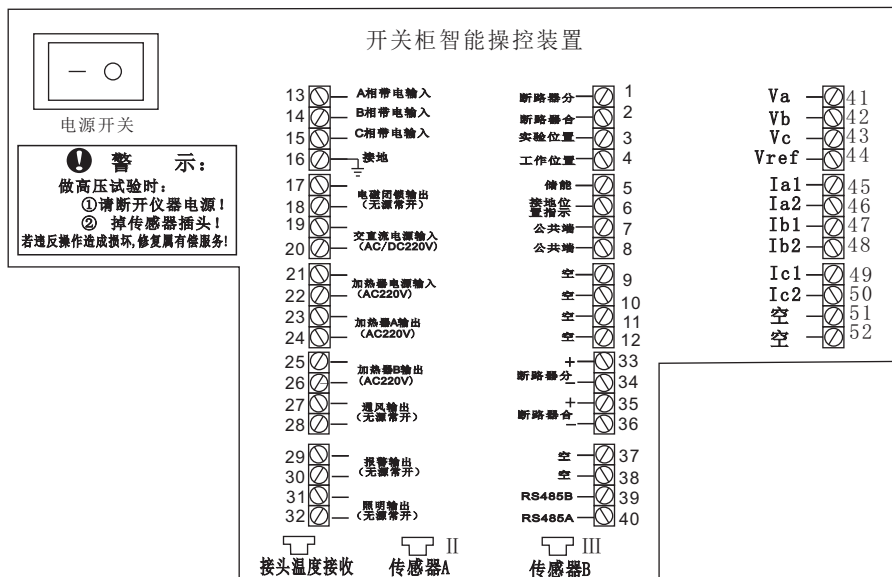 开关柜智能操控装置
电源开关
警 示：
做高压试验时：
①请断开仪器电源！
② 掉传感器插头！
若违反操作造成损坏,修复属有偿服务!
13 A相带电输入
14 B相带电输入
15 C相带电输入
16 接地
17
18
电磁闭锁输出
(无源常开)
19
20
交直流电源输入
(AC/DC220V)
21
22
加热器电源输入
(AC220V)
23
24
加热器A输出
(AC220V)
25
26
加热器B输出
(AC220V)
27
28
通风输出
(无源常开)
29
30
报警输出
(无源常开)
31
32
照明输出
(无源常开)
断路器分 1
断路器合 2
实验位置 3
工作位置 4
储能 5
接地位
置指示
6
公共端 7
公共端 8
空 9
空 10
空 11
空 12
断路器分
+ 33
− 34
断路器合
+ 35
− 36
空 37
空 38
RS485B 39
RS485A 40
Va 41
Vb 42
Vc 43
Vref 44
Ia1 45
Ia2 46
Ib1 47
Ib2 48
Ic1 49
Ic2 50
空 51
空 52
接头温度接收
II
传感器A
III
传感器B